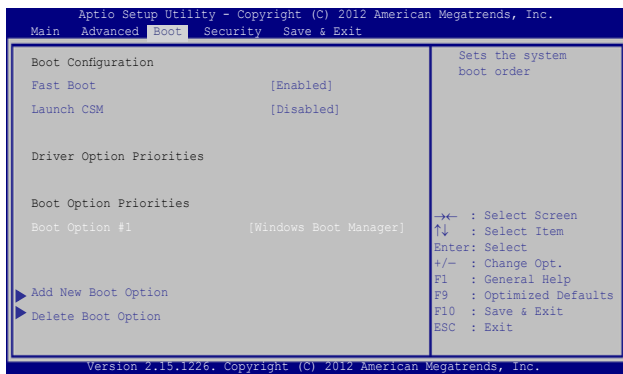 Aptio Setup Utility - Copyright (C) 2012 American Megatrends, Inc.
Main Advanced Boot Security Save & Exit
Boot Configuration
Fast Boot [Enabled]
Launch CSM [Disabled]
Driver Option Priorities
Boot Option Priorities
Boot Option #1 [Windows Boot Manager]
Add New Boot Option
Delete Boot Option
Sets the system
boot order
→← : Select Screen
↑↓ : Select Item
Enter: Select
+/— : Change Opt.
F1 : General Help
F9 : Optimized Defaults
F10 : Save & Exit
ESC : Exit
Version 2.15.1226. Copyright (C) 2012 American Megatrends, Inc.